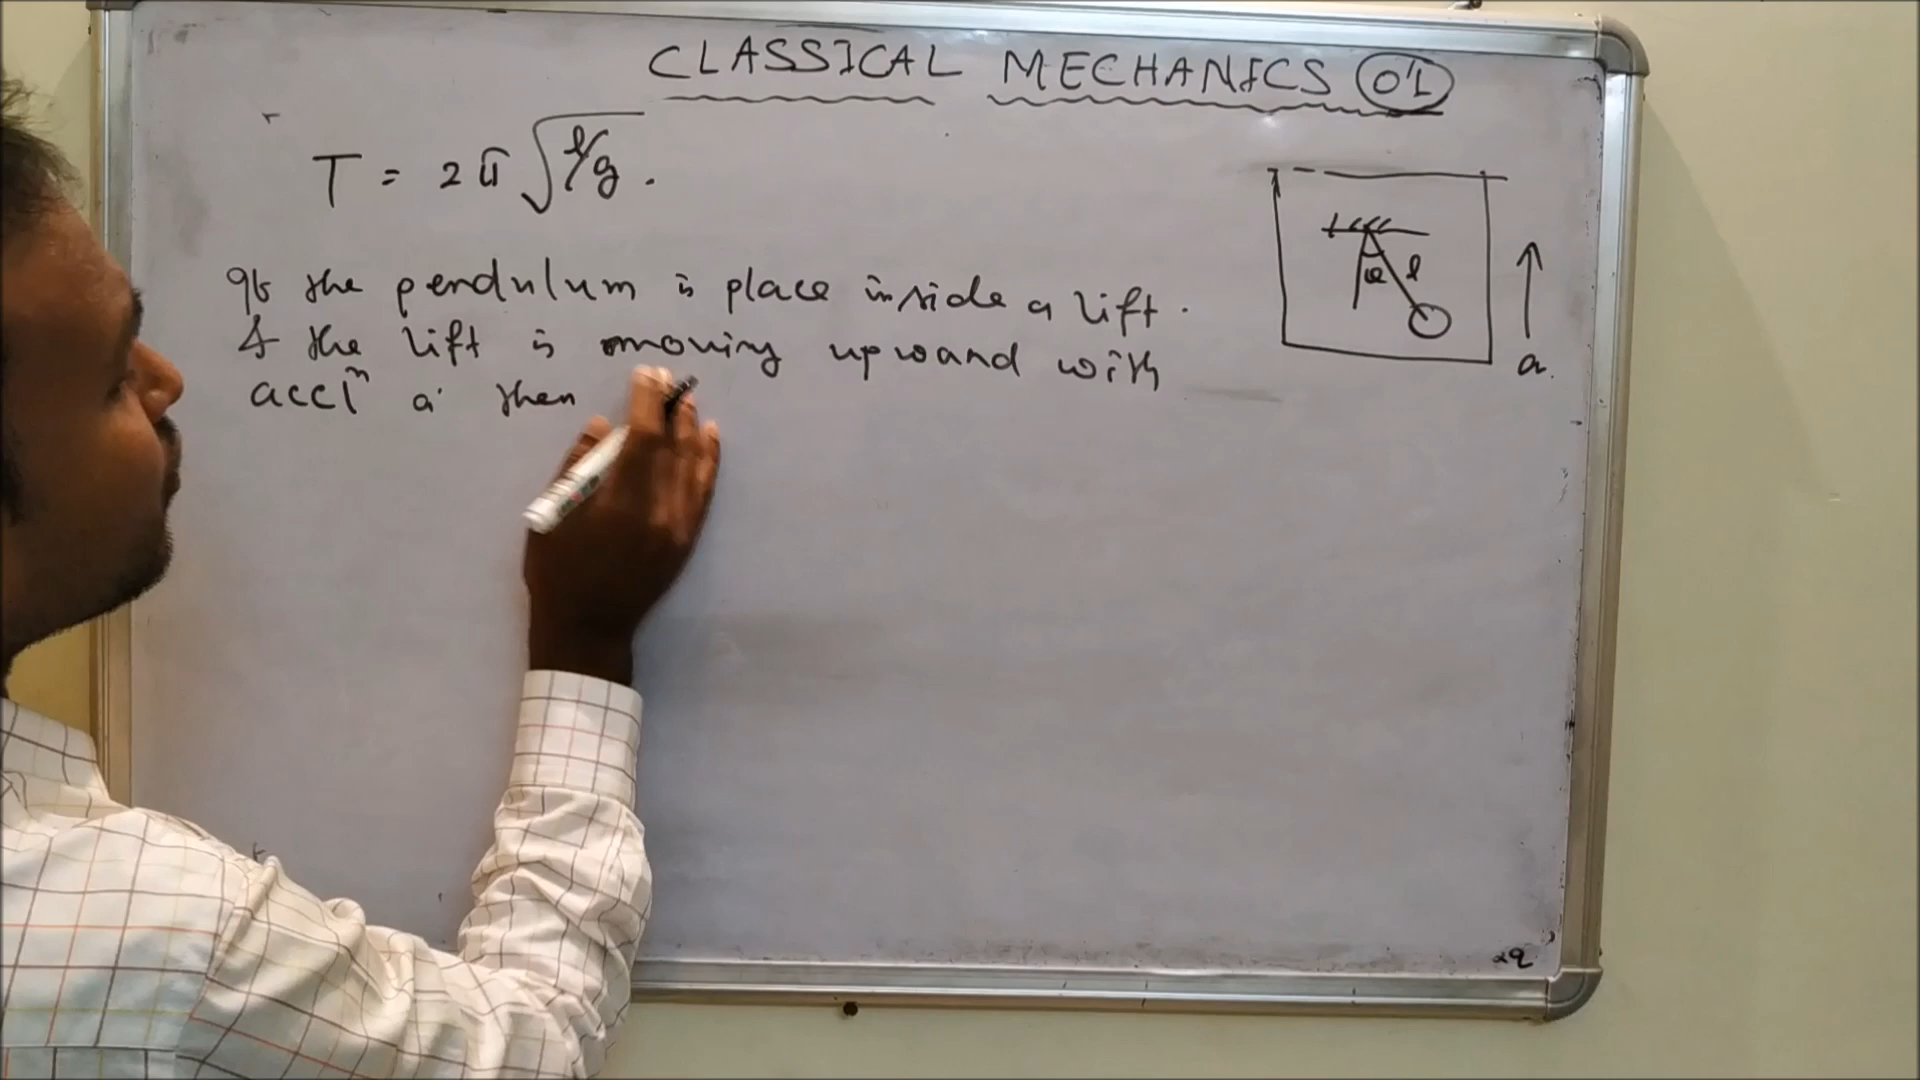 CLASSICAL MECHANICS 01
T = 2π √l/g .
If the pendulum is place inside a lift.
& the lift is moving upward with
accln a then
θ l
a.